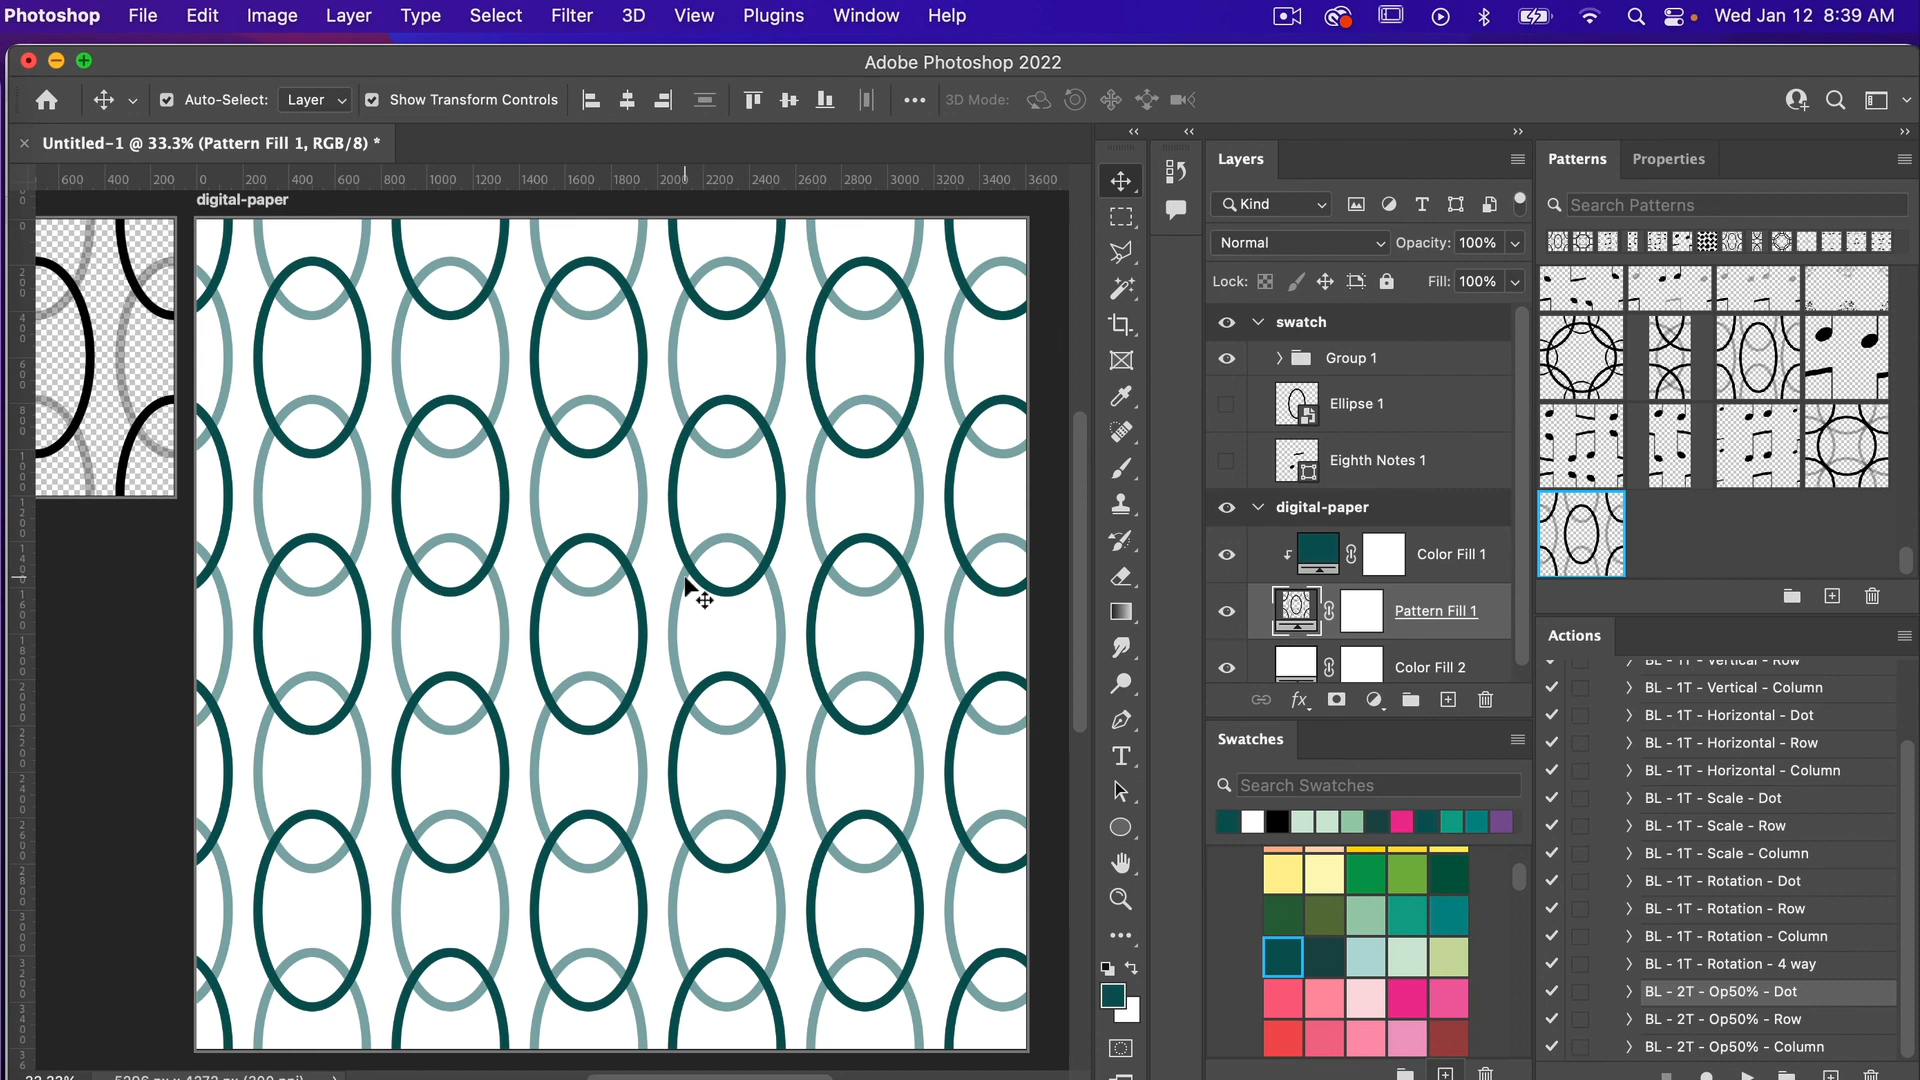 Photoshop File Edit Image Layer Type Select Filter 3D View Plugins Window Help Wed Jan 12 8:39 AM
Adobe Photoshop 2022
Auto-Select: Layer Show Transform Controls 3D Mode:
Untitled-1 @ 33.3% (Pattern Fill 1, RGB/8) *
600 400 200 0 200 400 600 800 1000 1200 1400 1600 1800 2000 2200 2400 2600 2800 3000 3200 3400 3600
digital-paper
Layers
Kind
Normal Opacity: 100%
Lock: Fill: 100%
swatch
Group 1
Ellipse 1
Eighth Notes 1
digital-paper
Color Fill 1
Pattern Fill 1
Color Fill 2
Swatches
Search Swatches
Patterns Properties
Search Patterns
Actions
BL - 1T - Vertical - Row
BL - 1T - Vertical - Column
BL - 1T - Horizontal - Dot
BL - 1T - Horizontal - Row
BL - 1T - Horizontal - Column
BL - 1T - Scale - Dot
BL - 1T - Scale - Row
BL - 1T - Scale - Column
BL - 1T - Rotation - Dot
BL - 1T - Rotation - Row
BL - 1T - Rotation - Column
BL - 1T - Rotation - 4 way
BL - 2T - Op50% - Dot
BL - 2T - Op50% - Row
BL - 2T - Op50% - Column